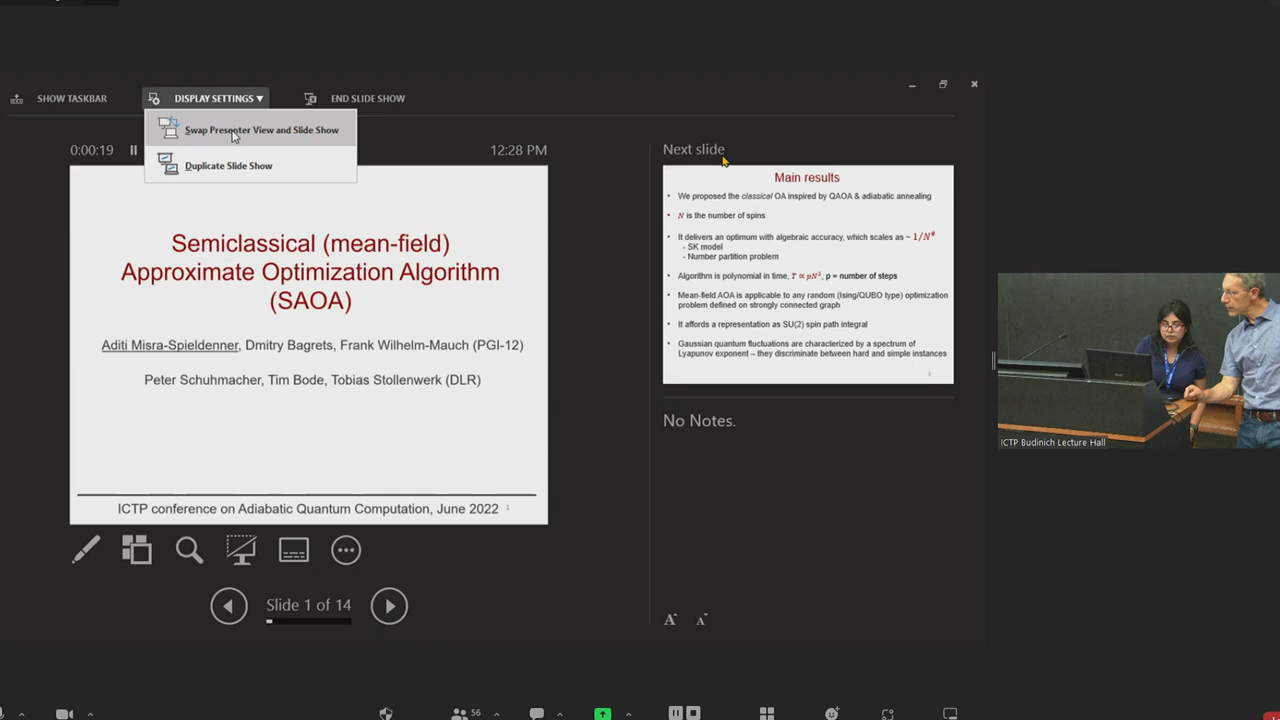 SHOW TASKBAR
DISPLAY SETTINGS ▼
END SLIDE SHOW
Swap Presenter View and Slide Show
Duplicate Slide Show
0:00:19
12:28 PM
Semiclassical (mean-field)
Approximate Optimization Algorithm
(SAOA)
Aditi Misra-Spieldenner, Dmitry Bagrets, Frank Wilhelm-Mauch (PGI-12)
Peter Schuhmacher, Tim Bode, Tobias Stollenwerk (DLR)
ICTP conference on Adiabatic Quantum Computation, June 2022 1
Slide 1 of 14
Next slide
Main results
• We proposed the classical OA inspired by QAOA & adiabatic annealing
• N is the number of spins
• It delivers an optimum with algebraic accuracy, which scales as ~ 1/N^#
- SK model
- Number partition problem
• Algorithm is polynomial in time, T ∝ pN², p = number of steps
• Mean-field AOA is applicable to any random (Ising/QUBO type) optimization
problem defined on strongly connected graph
• It affords a representation as SU(2) spin path integral
• Gaussian quantum fluctuations are characterized by a spectrum of
Lyapunov exponent – they discriminate between hard and simple instances
No Notes.
A A
ICTP Budinich Lecture Hall
56